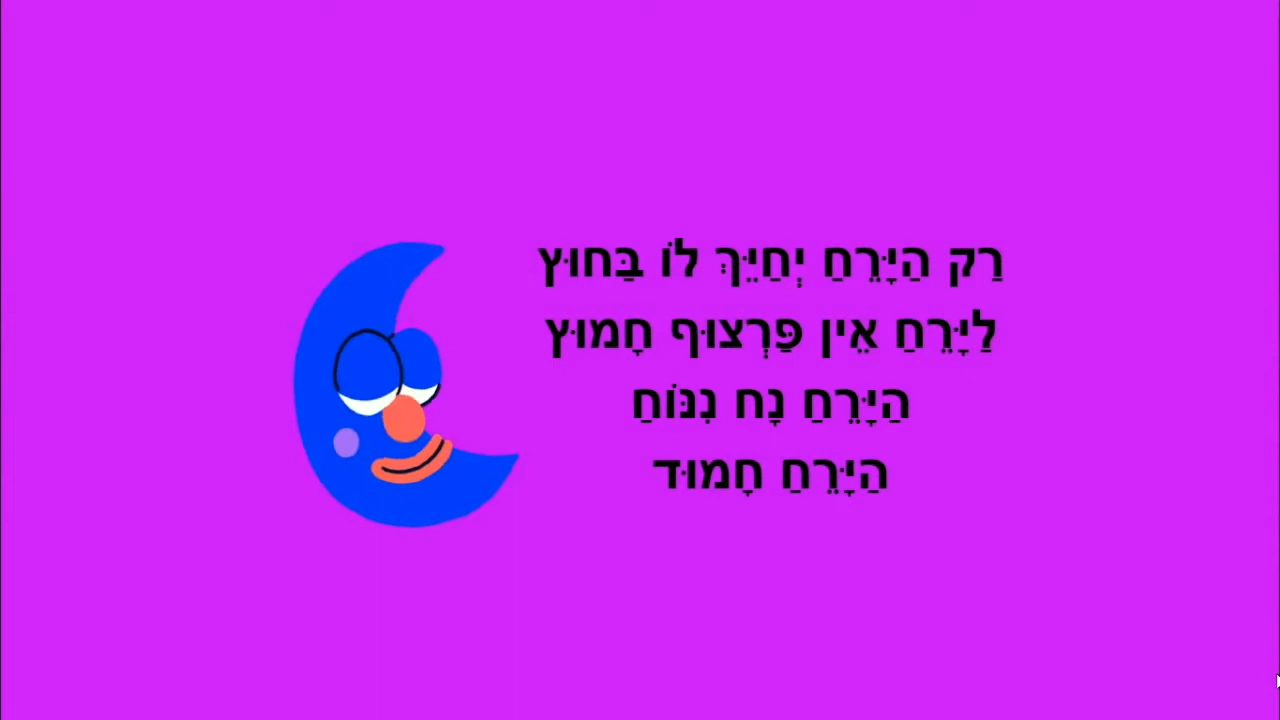 רַק הַיָּרֵחַ יְחַיֵּךְ לוֹ בַּחוּץ
לַיָּרֵחַ אֵין פַּרְצוּף חָמוּץ
הַיָּרֵחַ נָח נִנּוֹחַ
הַיָּרֵחַ חָמוּד